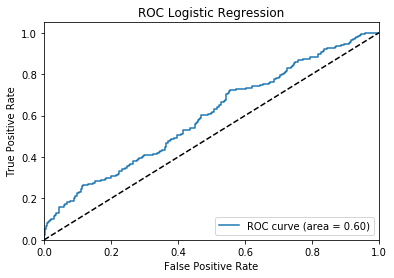 ROC Logistic Regression
True Positive Rate
1.0
0.8
0.6
0.4
0.2
0.0
ROC curve (area = 0.60)
0.0 0.2 0.4 0.6 0.8 1.0
False Positive Rate